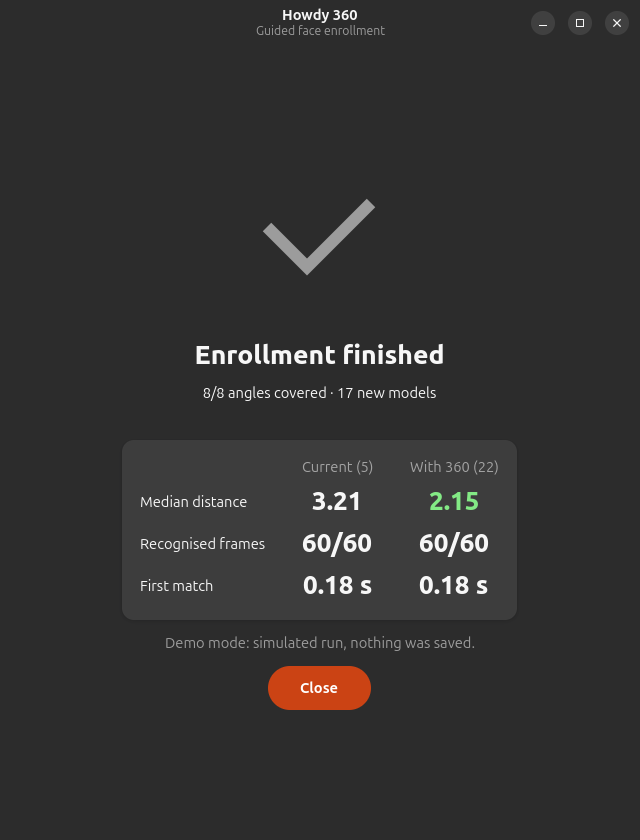 Howdy 360
Guided face enrollment
Enrollment finished
8/8 angles covered · 17 new models
Current (5) With 360 (22)
Median distance 3.21 2.15
Recognised frames 60/60 60/60
First match 0.18 s 0.18 s
Demo mode: simulated run, nothing was saved.
Close